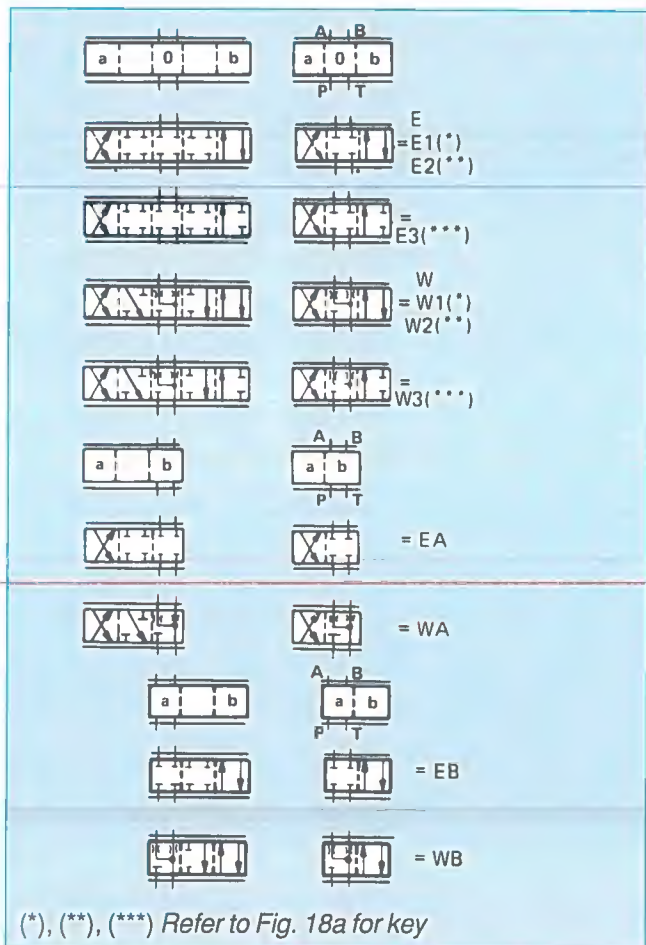 A B
a 0 b a 0 b
P T
E
= E1(*)
E2(**)
=
E3(***)
W
= W1(*)
W2(**)
=
W3(***)
A B
a b a b
P T
= EA
= WA
A B
a b a b
P T
= EB
= WB
(*), (**), (***) Refer to Fig. 18a for key